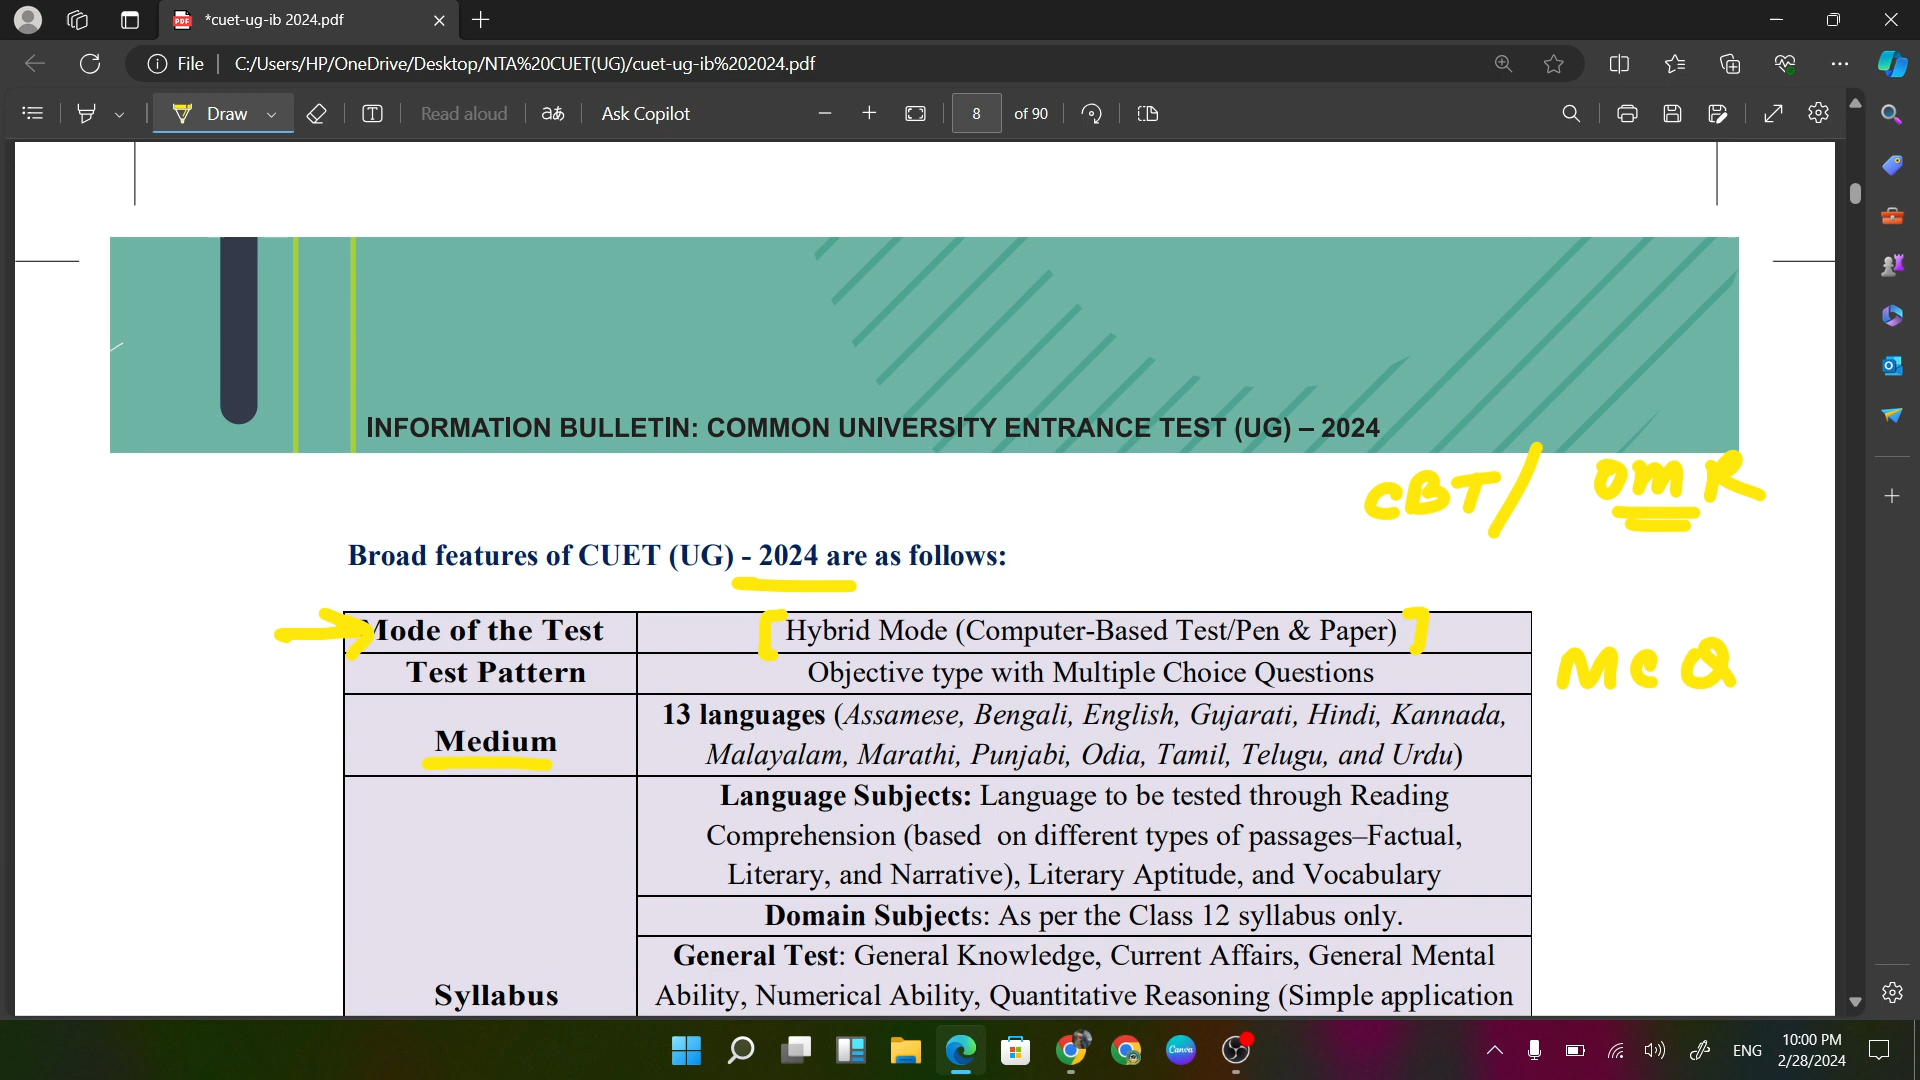 *cuet-ug-ib 2024.pdf
File | C:/Users/HP/OneDrive/Desktop/NTA%20CUET(UG)/cuet-ug-ib%202024.pdf
Draw
Read aloud
Ask Copilot
8 of 90
INFORMATION BULLETIN: COMMON UNIVERSITY ENTRANCE TEST (UG) – 2024
CBT/ OMR
Broad features of CUET (UG) - 2024 are as follows:
Mode of the Test
Hybrid Mode (Computer-Based Test/Pen & Paper)
Test Pattern
Objective type with Multiple Choice Questions
MCQ
Medium
13 languages (Assamese, Bengali, English, Gujarati, Hindi, Kannada,
Malayalam, Marathi, Punjabi, Odia, Tamil, Telugu, and Urdu)
Syllabus
Language Subjects: Language to be tested through Reading
Comprehension (based on different types of passages–Factual,
Literary, and Narrative), Literary Aptitude, and Vocabulary
Domain Subjects: As per the Class 12 syllabus only.
General Test: General Knowledge, Current Affairs, General Mental
Ability, Numerical Ability, Quantitative Reasoning (Simple application
Canva
ENG
10:00 PM
2/28/2024